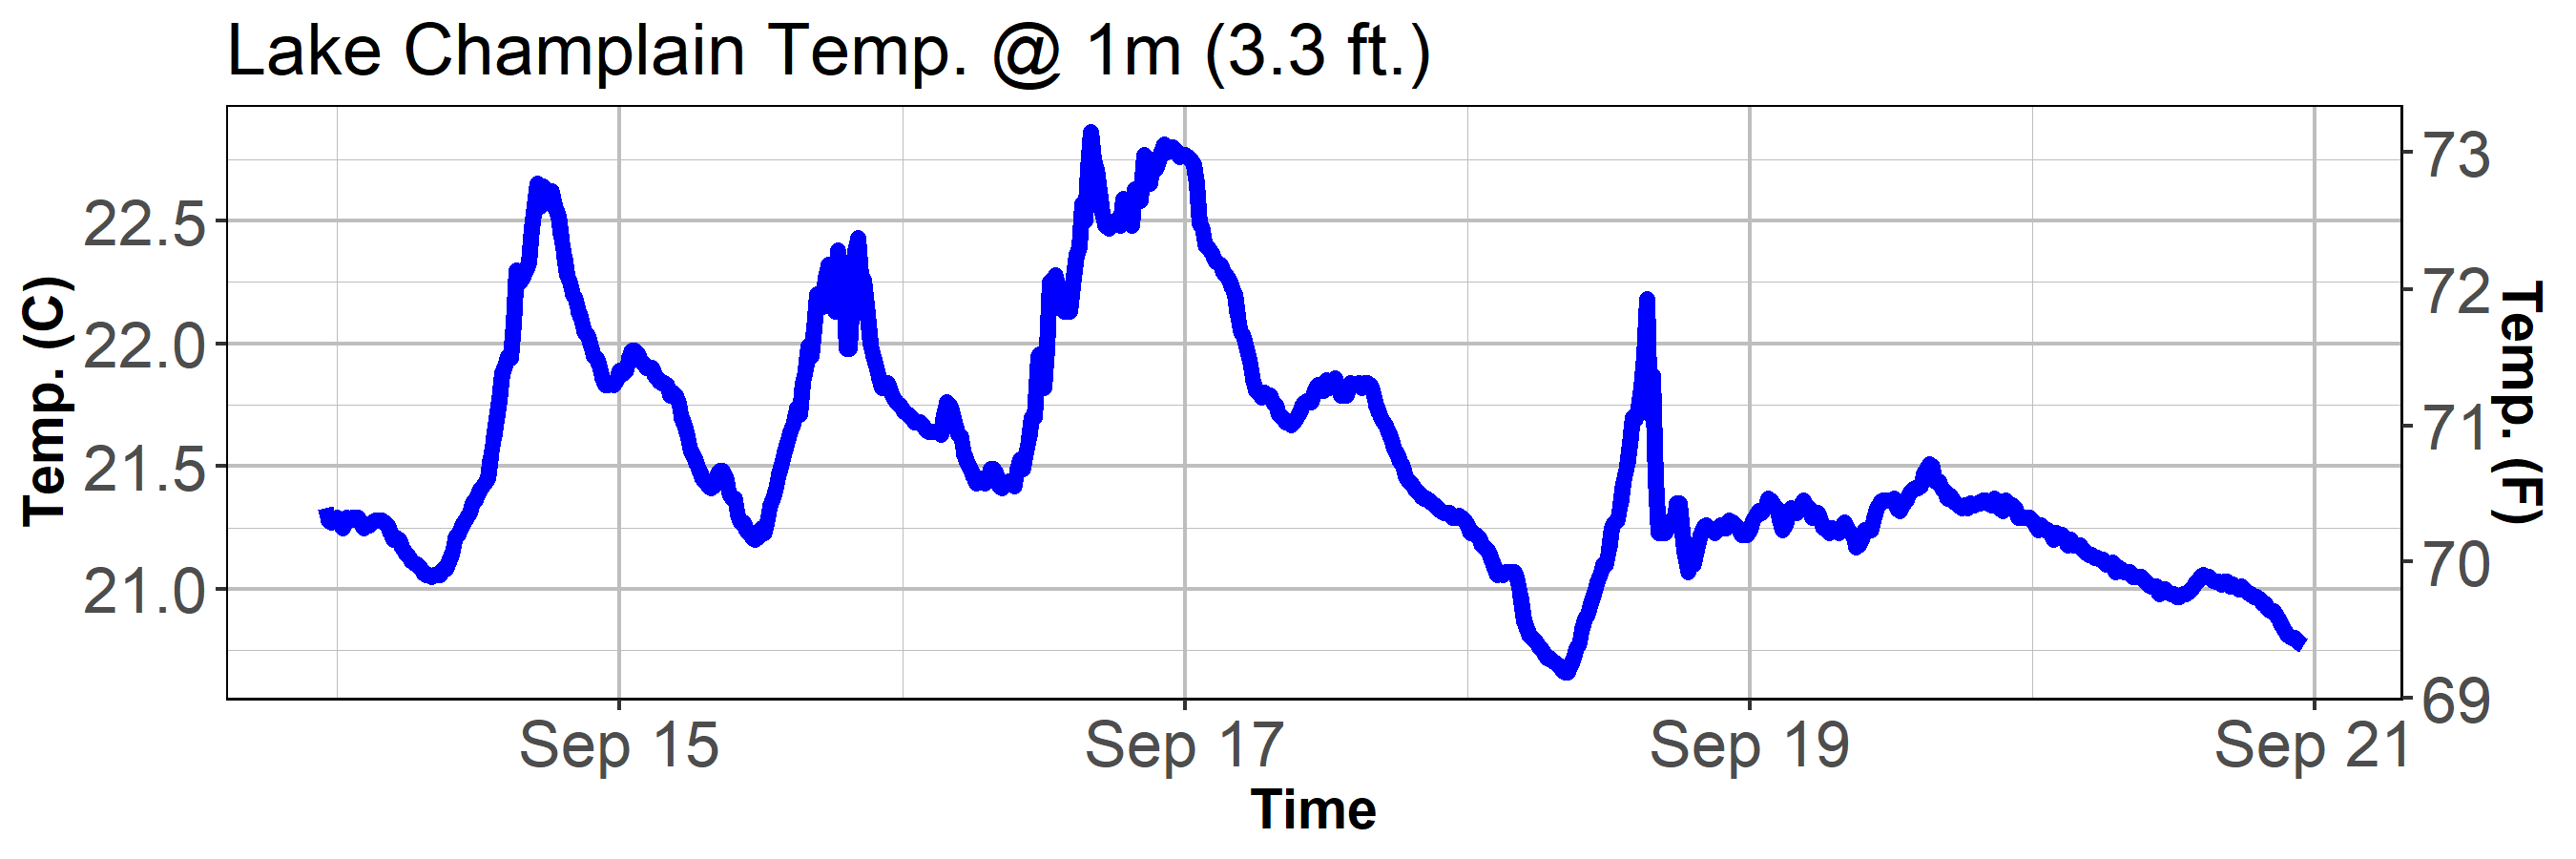 Lake Champlain Temp. @ 1m (3.3 ft.)
Temp. (C)
22.5
22.0
21.5
21.0
73
72
71
70
69
Temp. (F)
Sep 15 Sep 17 Sep 19 Sep 21
Time